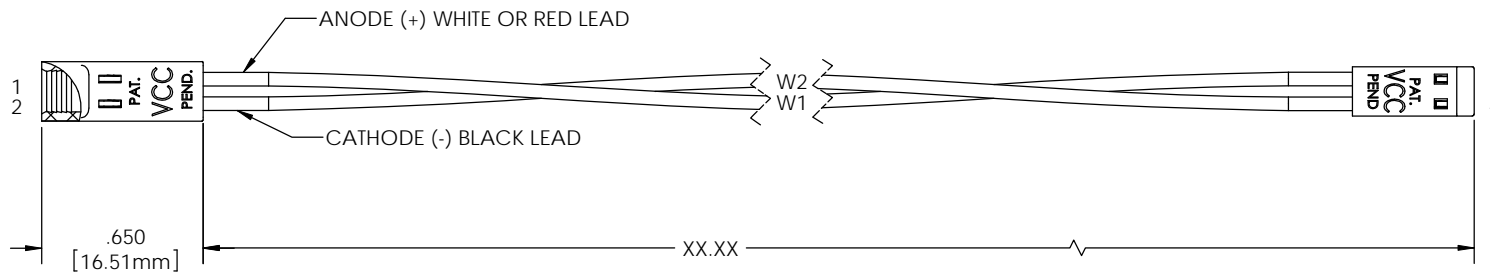 ANODE (+) WHITE OR RED LEAD
1
2
PAT.
VCC
PEND.
W2
W1
PAT.
VCC
PEND
CATHODE (-) BLACK LEAD
.650
[16.51mm]
XX.XX